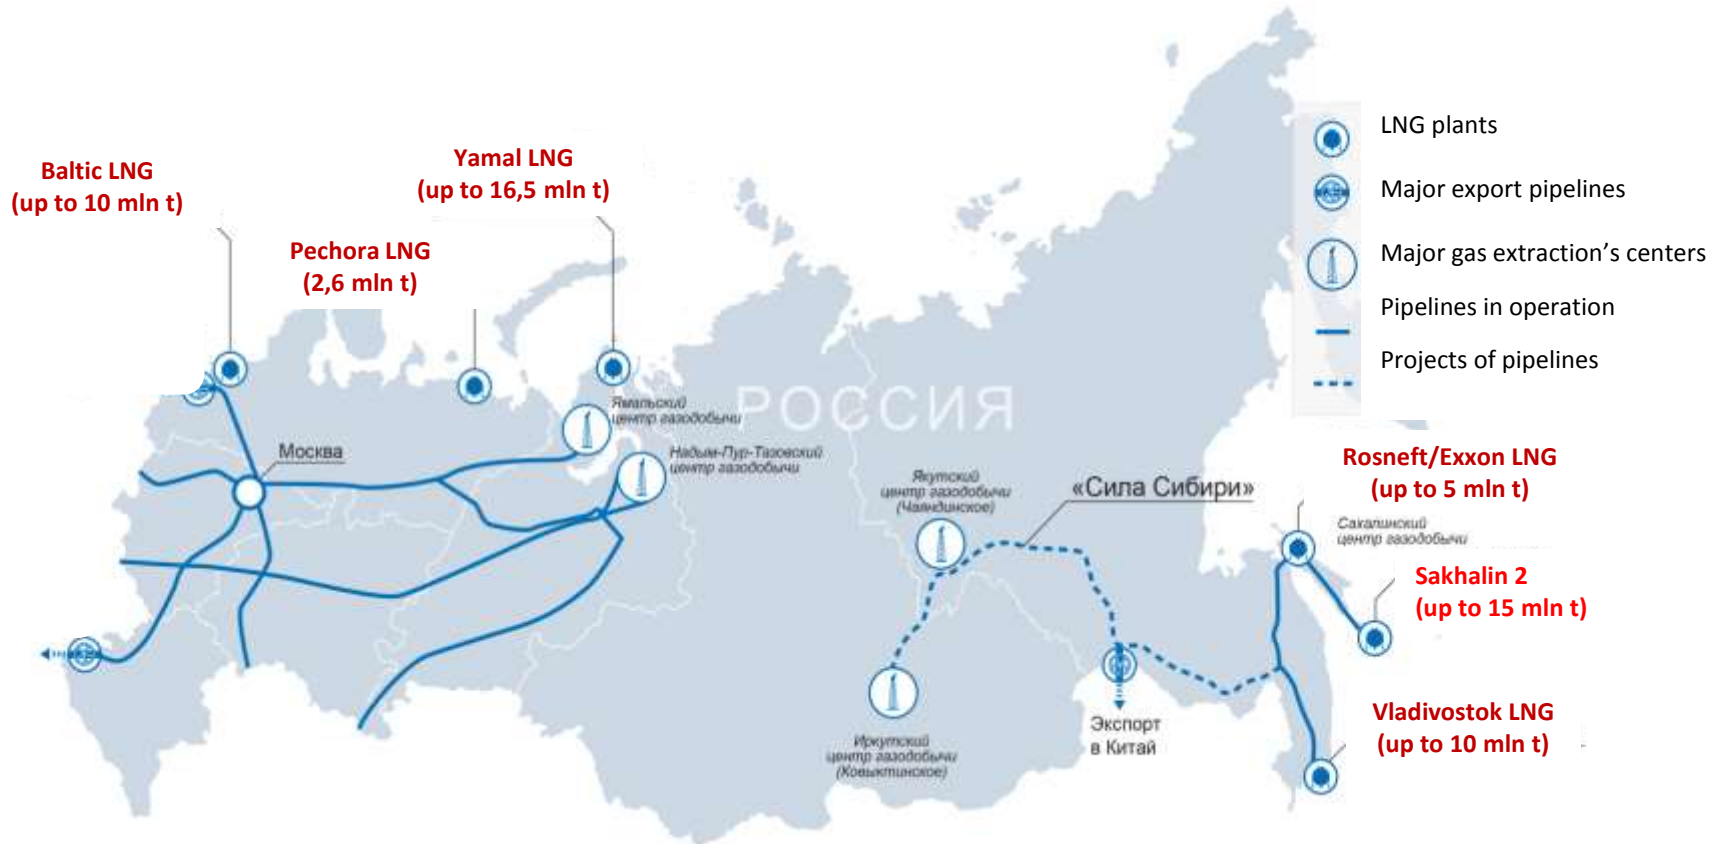 Baltic LNG
(up to 10 mln t)
Yamal LNG
(up to 16,5 mln t)
Pechora LNG
(2,6 mln t)
LNG plants
Major export pipelines
Major gas extraction’s centers
Pipelines in operation
Projects of pipelines
РОССИЯ
Ямальский
центр газодобычи
Москва
Надым-Пур-Тазовский
центр газодобычи
Якутский
центр газодобычи
(Чаяндинское)
«Сила Сибири»
Rosneft/Exxon LNG
(up to 5 mln t)
Сахалинский
центр газодобычи
Sakhalin 2
(up to 15 mln t)
Vladivostok LNG
(up to 10 mln t)
Экспорт
в Китай
Иркутский
центр газодобычи
(Ковыктинское)